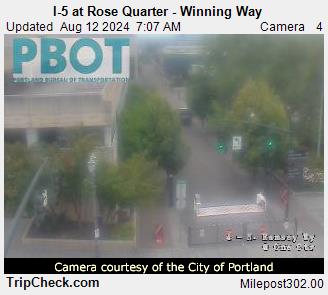 I-5 at Rose Quarter - Winning Way
Updated Aug 12 2024 7:07 AM Camera 4
PBOT
PORTLAND BUREAU OF TRANSPORTATION
Camera courtesy of the City of Portland
TripCheck.com Milepost302.00